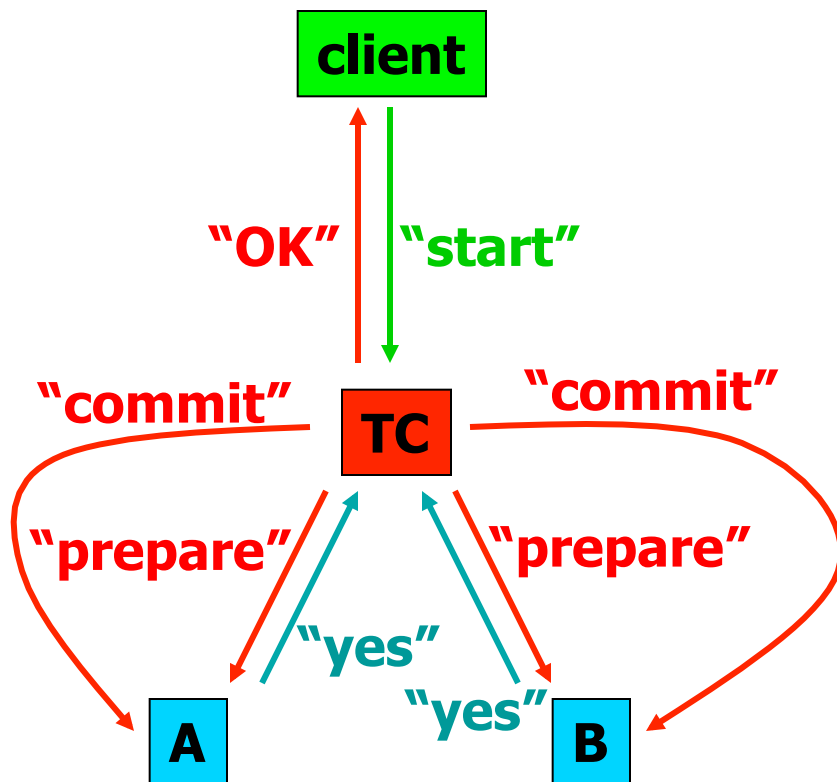 client
“OK”
“start”
“commit”
“commit”
TC
“prepare”
“prepare”
“yes”
“yes”
A
B